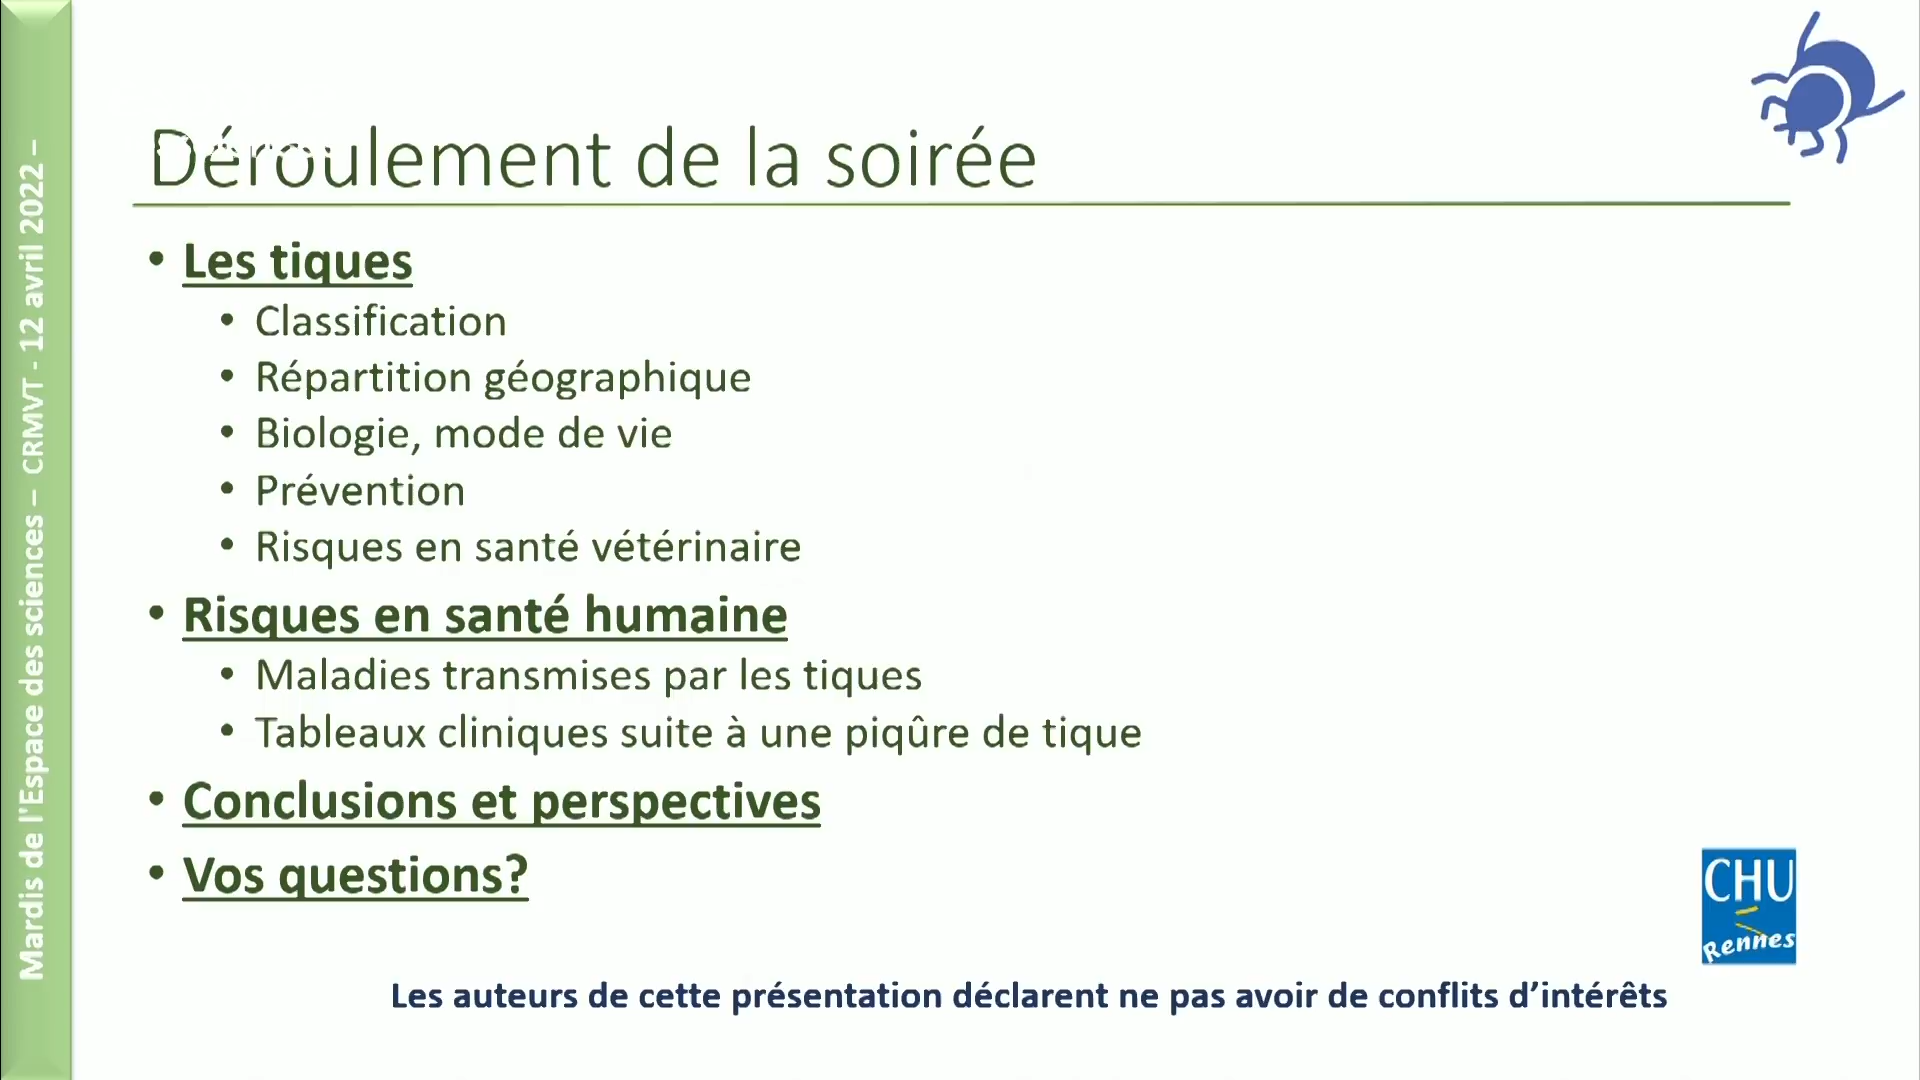 Déroulement de la soirée
• Les tiques
• Classification
• Répartition géographique
• Biologie, mode de vie
• Prévention
• Risques en santé vétérinaire
• Risques en santé humaine
• Maladies transmises par les tiques
• Tableaux cliniques suite à une piqûre de tique
• Conclusions et perspectives
• Vos questions?
CHU
Rennes
Les auteurs de cette présentation déclarent ne pas avoir de conflits d’intérêts
Mardis de l'Espace des sciences – CRMVT - 12 avril 2022 –